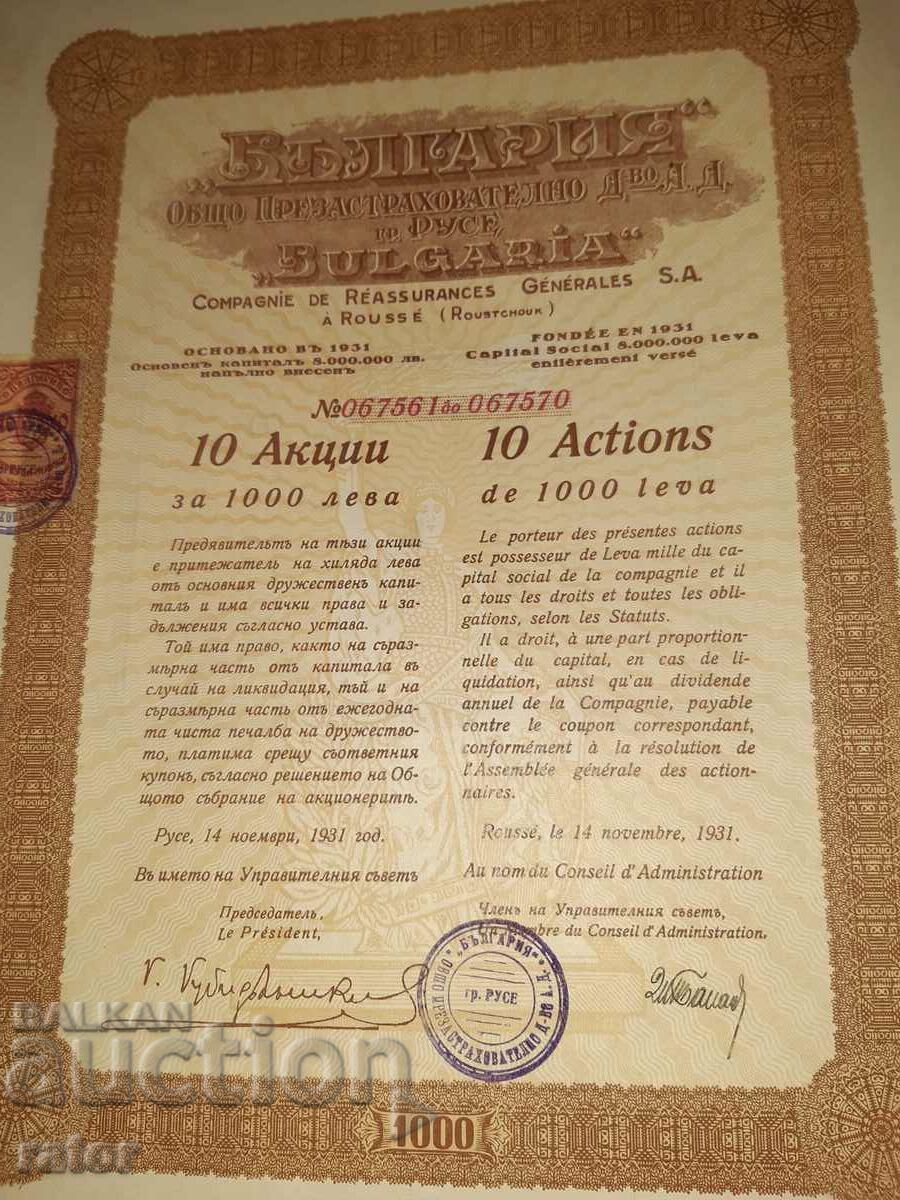 „БЪЛГАРИЯ“
ОБЩО ПРЕЗАСТРАХОВАТЕЛНО Д-ВО А. Д.
ГР. РУСЕ
„BULGARIA“
COMPAGNIE DE RÉASSURANCES GÉNÉRALES S.A.
À ROUSSÉ (ROUSTCHOUK)
ОСНОВАНО ВЪ 1931
Основенъ капиталъ 8.000.000 лв.
напълно внесенъ
FONDÉE EN 1931
Capital Social 8.000.000 leva
entièrement versé
№067561 до 067570
10 Акции
за 1000 лева
Предявительтъ на тѣзи акции
е притежатель на хиляда лева
отъ основния дружественъ капи-
талъ и има всички права и за-
дължения съгласно устава.
Той има право, както на съраз-
мѣрна часть отъ капитала въ
случай на ликвидация, тъй и на
съразмѣрна часть отъ ежегодна-
та чиста печалба на дружество-
то, платима срещу съответния
купонъ, съгласно решението на Об-
щото събрание на акционеритѣ.
Русе, 14 ноември, 1931 год.
Въ името на Управителния съветъ
Председатель,
Le Président,
10 Actions
de 1000 leva
Le porteur des présentes actions
est possesseur de Leva mille du ca-
pital social de la compagnie et il
a tous les droits et toutes les obli-
gations, selon les Statuts.
Il a droit, à une part proportion-
nelle du capital, en cas de li-
quidation, ainsi qu'au dividende
annuel de la Compagnie, payable
contre le coupon correspondant,
conformément à la résolution de
l'Assemblée générale des action-
naires.
Roussé, le 14 novembre, 1931.
Au nom du Conseil d'Administration
Членъ на Управителния съветъ,
Un Membre du Conseil d'Administration,
„БЪЛГАРИЯ“
ОБЩО ПРЕЗАСТРАХОВАТЕЛНО Д-ВО А.Д.
гр. РУСЕ
1000
BALKAN
auction
rator